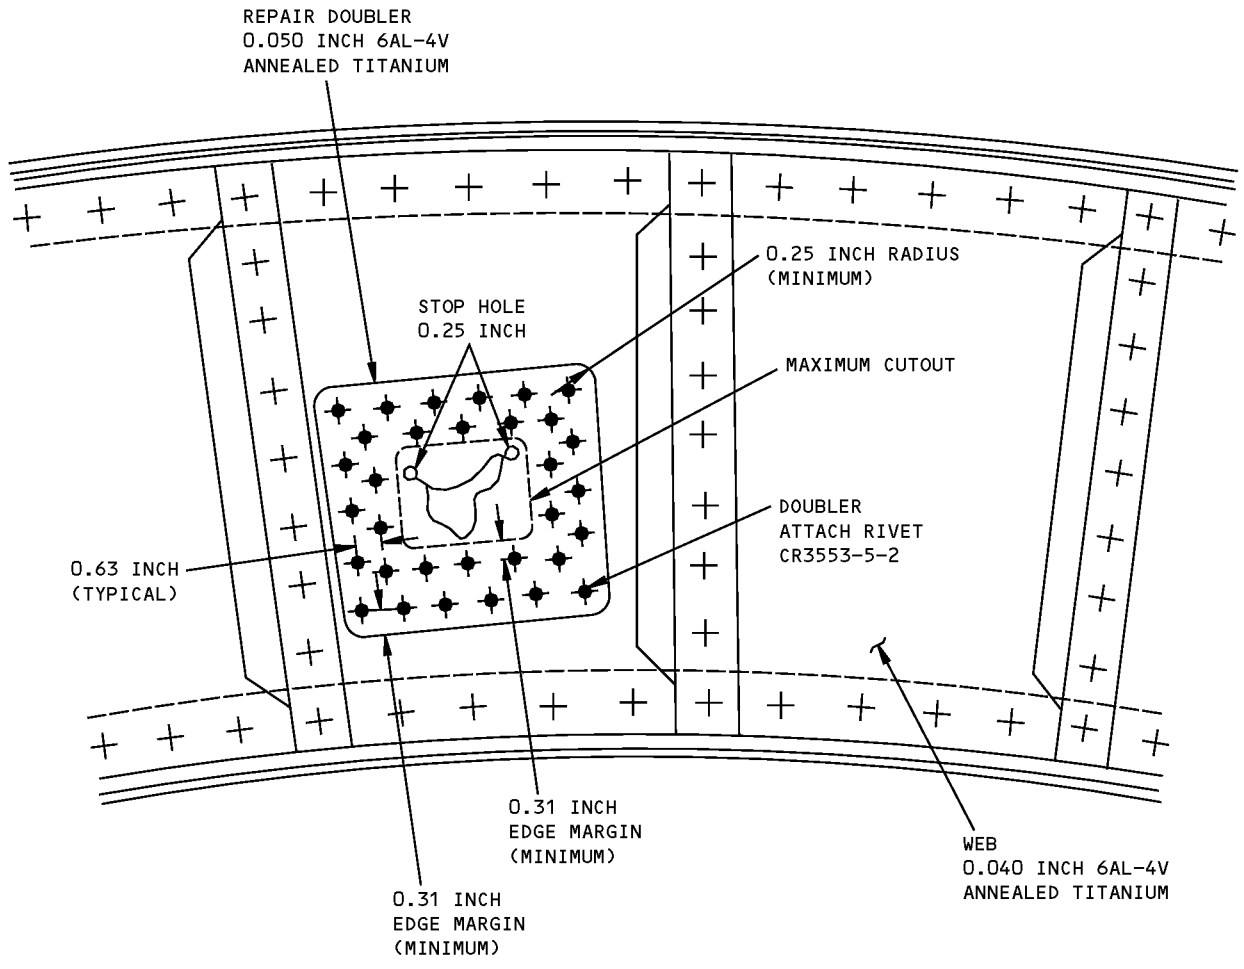 REPAIR DOUBLER
0.050 INCH 6AL-4V
ANNEALED TITANIUM
0.25 INCH RADIUS
(MINIMUM)
STOP HOLE
0.25 INCH
MAXIMUM CUTOUT
DOUBLER
ATTACH RIVET
CR3553-5-2
0.63 INCH
(TYPICAL)
0.31 INCH
EDGE MARGIN
(MINIMUM)
WEB
0.040 INCH 6AL-4V
ANNEALED TITANIUM
0.31 INCH
EDGE MARGIN
(MINIMUM)